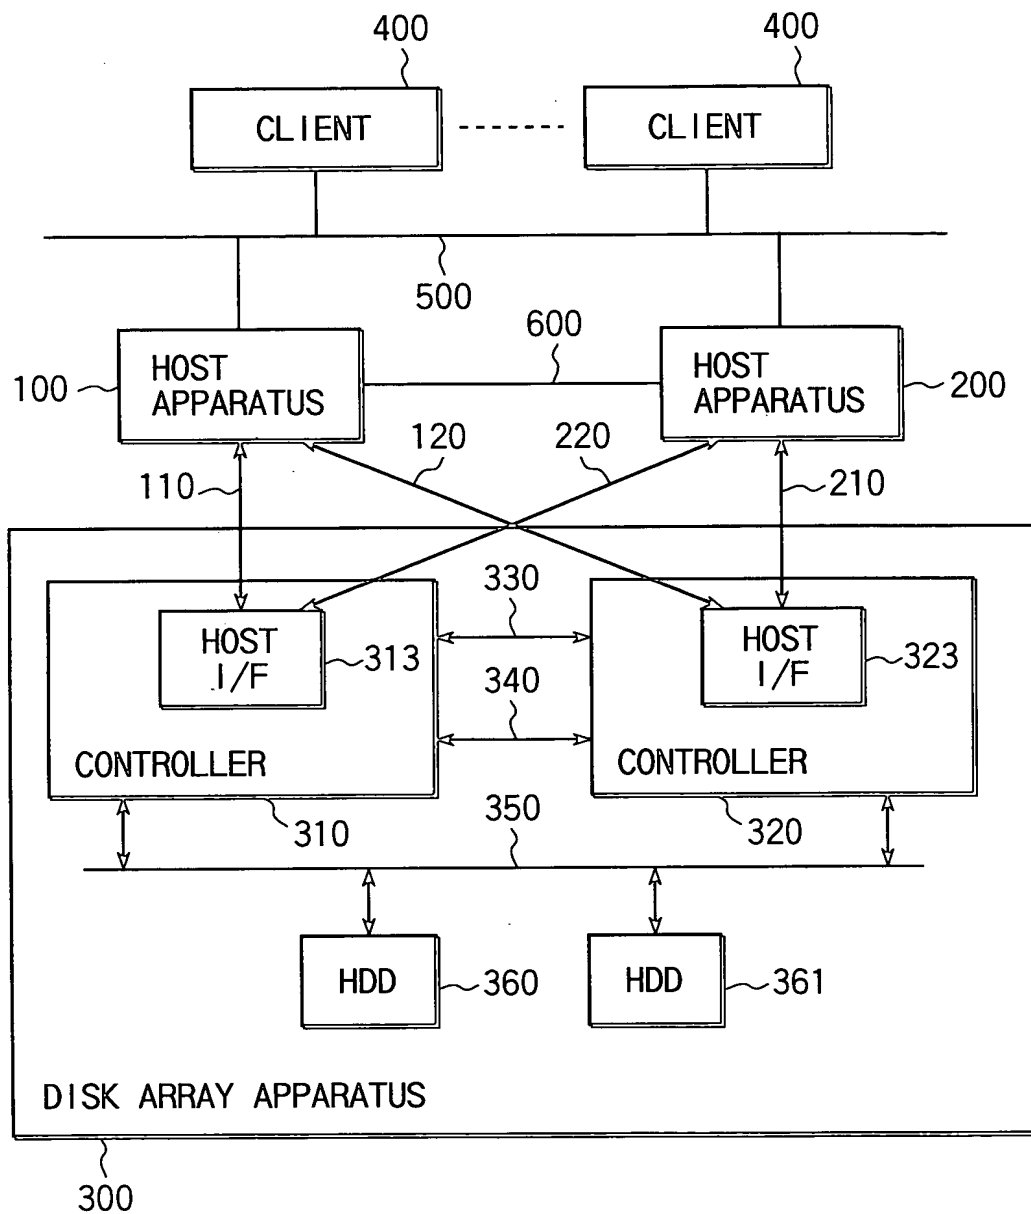 400
400
CLIENT
CLIENT
500
600
100
HOST
APPARATUS
HOST
APPARATUS
200
120
220
110
210
330
HOST
I/F
313
HOST
I/F
323
340
CONTROLLER
CONTROLLER
310
350
320
HDD
360
HDD
361
DISK ARRAY APPARATUS
300